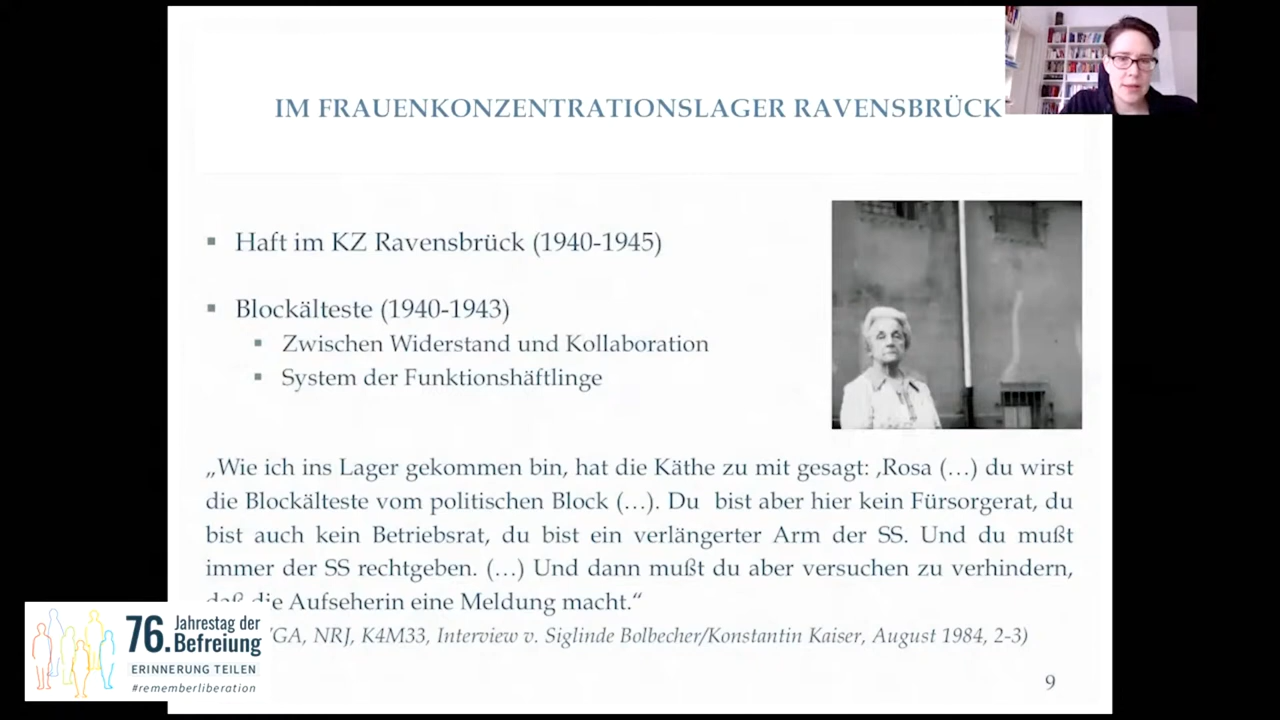 IM FRAUENKONZENTRATIONSLAGER RAVENSBRÜCK
▪ Haft im KZ Ravensbrück (1940-1945)
▪ Blockälteste (1940-1943)
▪ Zwischen Widerstand und Kollaboration
▪ System der Funktionshäftlinge
„Wie ich ins Lager gekommen bin, hat die Käthe zu mit gesagt: ‚Rosa (…) du wirst
die Blockälteste vom politischen Block (…). Du bist aber hier kein Fürsorgerat, du
bist auch kein Betriebsrat, du bist ein verlängerter Arm der SS. Und du mußt
immer der SS rechtgeben. (…) Und dann mußt du aber versuchen zu verhindern,
daß die Aufseherin eine Meldung macht.“
GA, NRJ, K4M33, Interview v. Siglinde Bolbecher/Konstantin Kaiser, August 1984, 2-3)
9
76. Jahrestag der
Befreiung
ERINNERUNG TEILEN
#rememberliberation